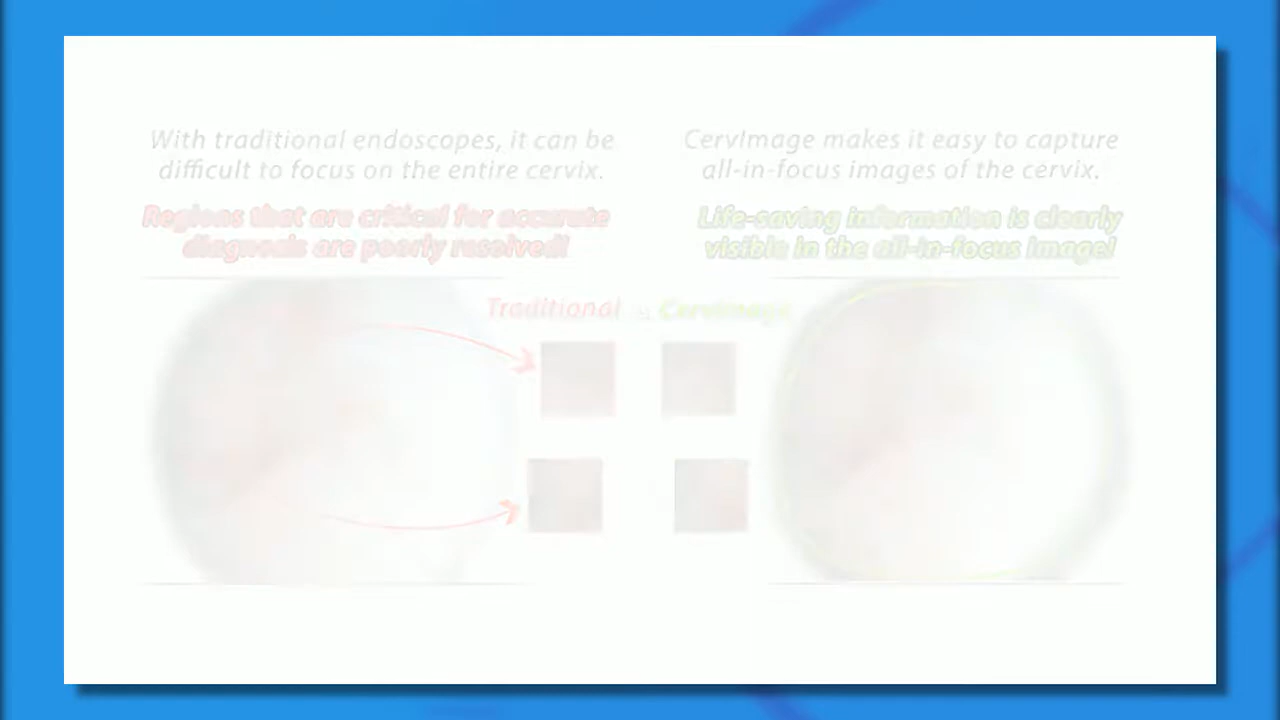 With traditional endoscopes, it can be
difficult to focus on the entire cervix.
Regions that are critical for accurate
diagnosis are poorly resolved!
CervImage makes it easy to capture
all-in-focus images of the cervix.
Life-saving information is clearly
visible in the all-in-focus image!
Traditional vs CervImage